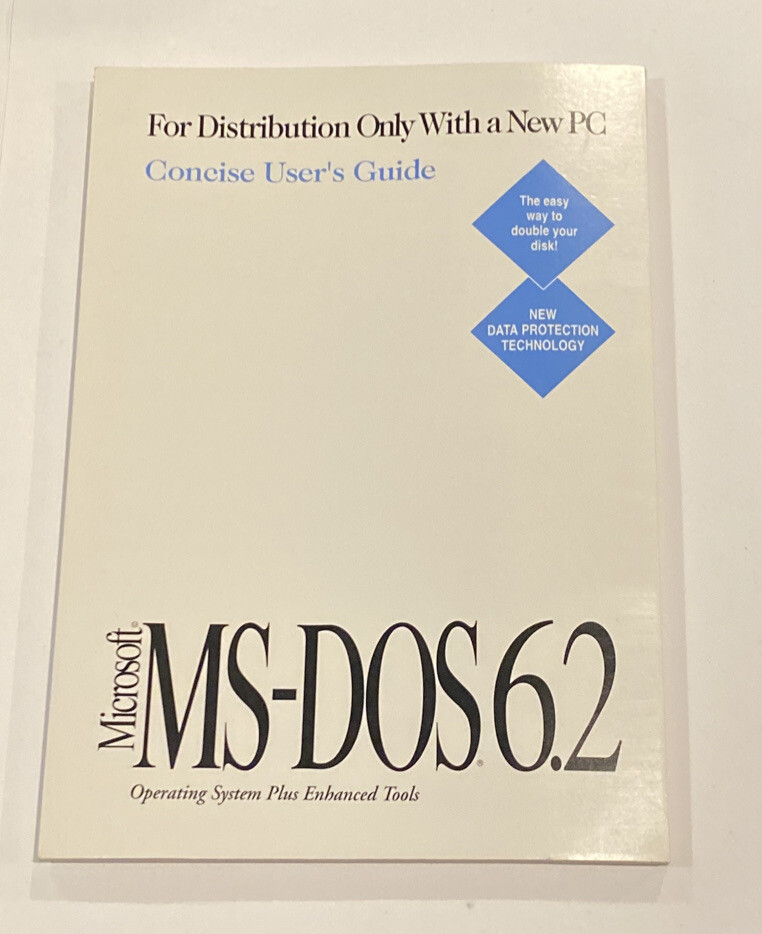 For Distribution Only With a New PC
Concise User's Guide
The easy
way to
double your
disk!
NEW
DATA PROTECTION
TECHNOLOGY
Microsoft®
MS-DOS® 6.2
Operating System Plus Enhanced Tools